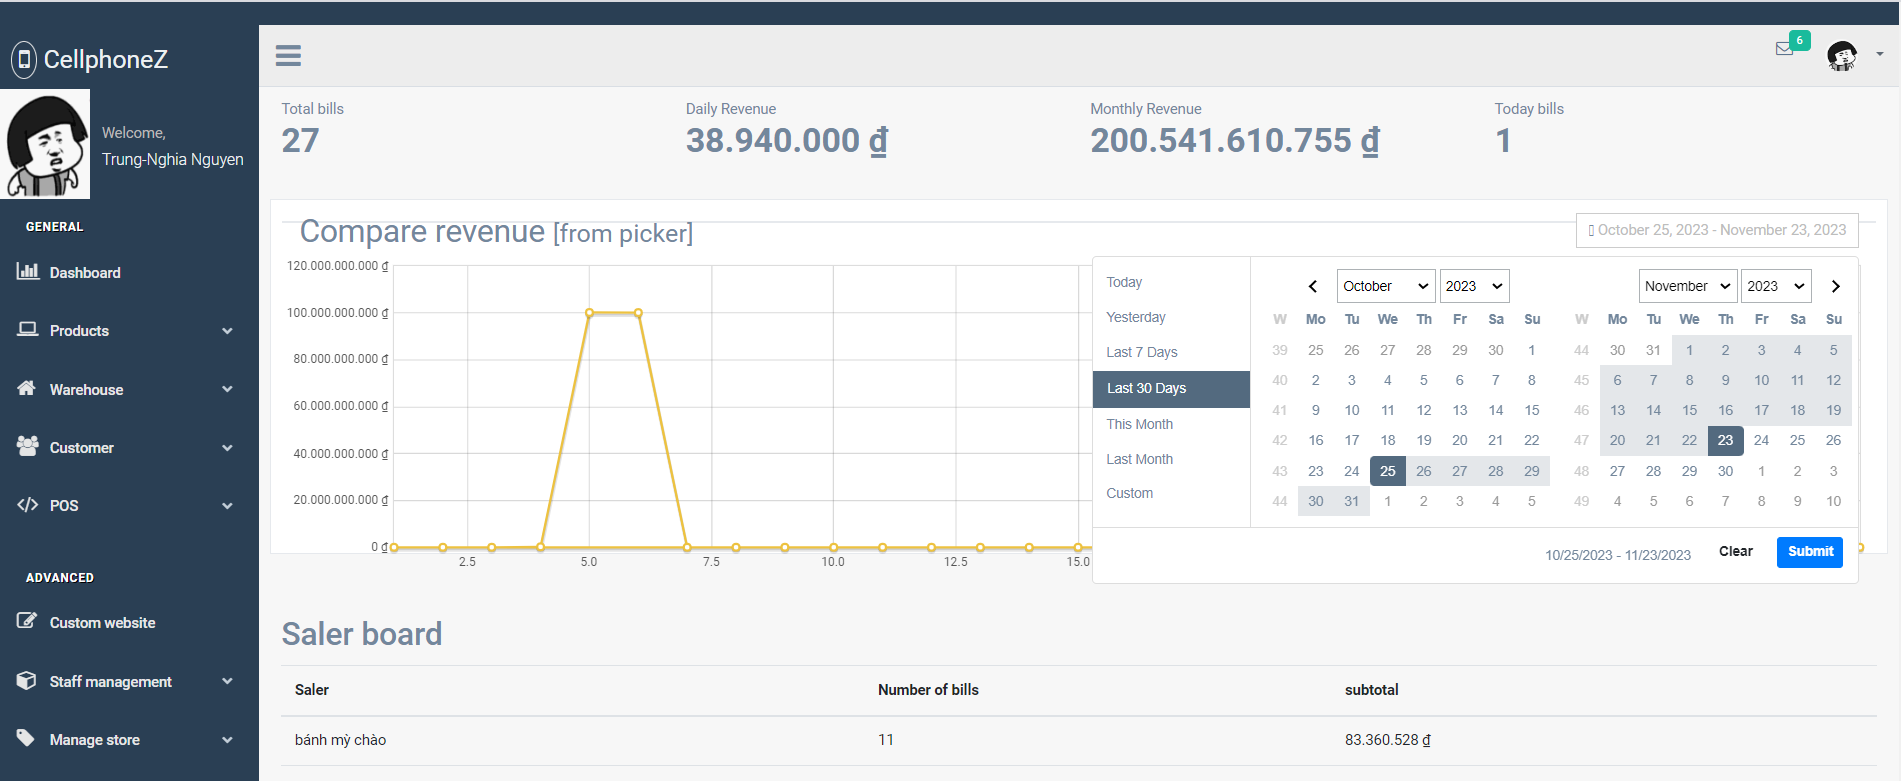 CellphoneZ
6
Welcome,
Trung-Nghia Nguyen
GENERAL
Dashboard
Products
Warehouse
Customer
POS
ADVANCED
Custom website
Staff management
Manage store
Total bills
27
Daily Revenue
38.940.000 ₫
Monthly Revenue
200.541.610.755 ₫
Today bills
1
Compare revenue [from picker]
October 25, 2023 - November 23, 2023
120.000.000.000 ₫
100.000.000.000 ₫
80.000.000.000 ₫
60.000.000.000 ₫
40.000.000.000 ₫
20.000.000.000 ₫
0 ₫
2.5 5.0 7.5 10.0 12.5 15.0
Today
Yesterday
Last 7 Days
Last 30 Days
This Month
Last Month
Custom
October 2023
W Mo Tu We Th Fr Sa Su
39 25 26 27 28 29 30 1
40 2 3 4 5 6 7 8
41 9 10 11 12 13 14 15
42 16 17 18 19 20 21 22
43 23 24 25 26 27 28 29
44 30 31 1 2 3 4 5
November 2023
W Mo Tu We Th Fr Sa Su
44 30 31 1 2 3 4 5
45 6 7 8 9 10 11 12
46 13 14 15 16 17 18 19
47 20 21 22 23 24 25 26
48 27 28 29 30 1 2 3
49 4 5 6 7 8 9 10
10/25/2023 - 11/23/2023 Clear Submit
Saler board
Saler Number of bills subtotal
bánh mỳ chào 11 83.360.528 ₫